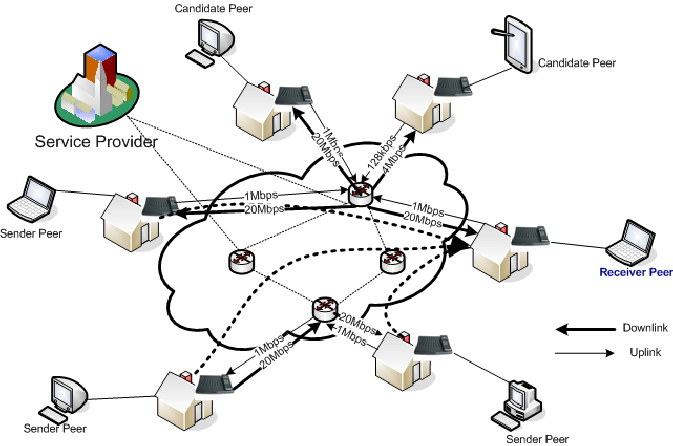 Candidate Peer
Candidate Peer
Service Provider
1Mbps
20Mbps
128kbps
4Mbps
1Mbps
20Mbps
1Mbps
20Mbps
Sender Peer
Receiver Peer
20Mbps
1Mbps
1Mbps
20Mbps
Downlink
Uplink
Sender Peer
Sender Peer